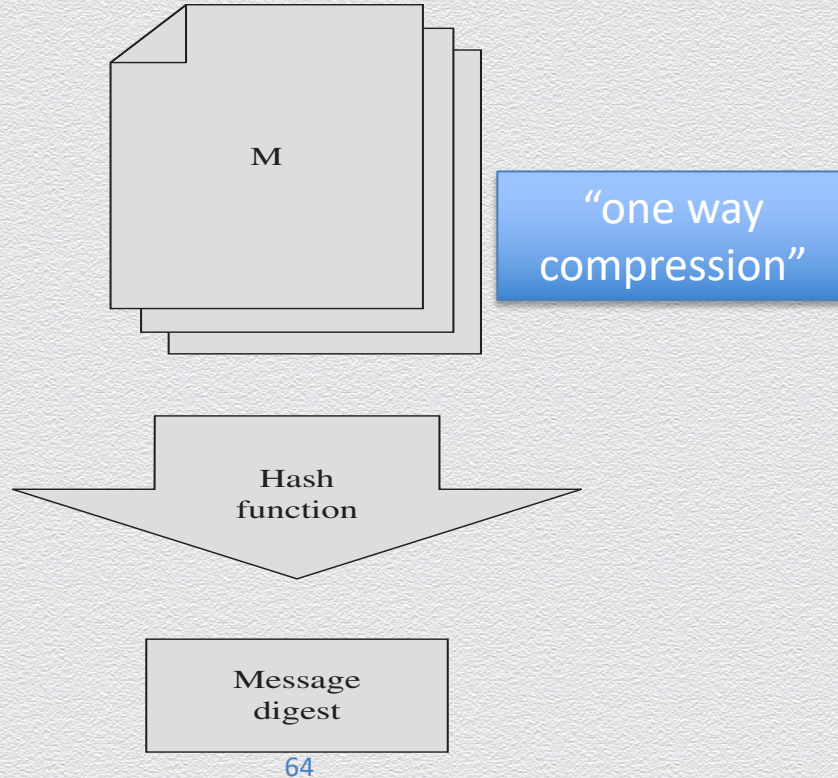 M
“one way
compression”
Hash
function
Message
digest
64